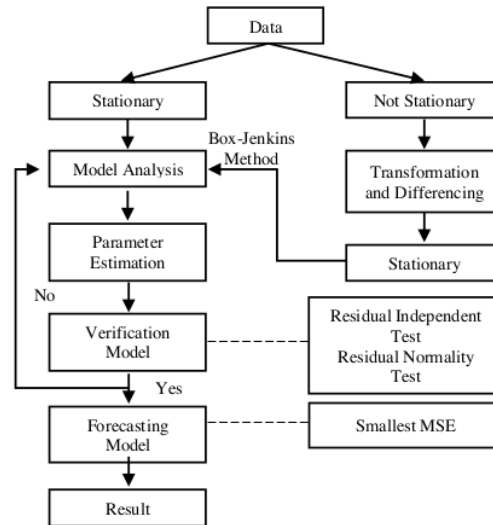 Data
Stationary
Not Stationary
Box-Jenkins
Method
Model Analysis
Transformation
and Differencing
Parameter
Estimation
Stationary
No
Verification
Model
Residual Independent
Test
Residual Normality
Test
Yes
Forecasting
Model
Smallest MSE
Result